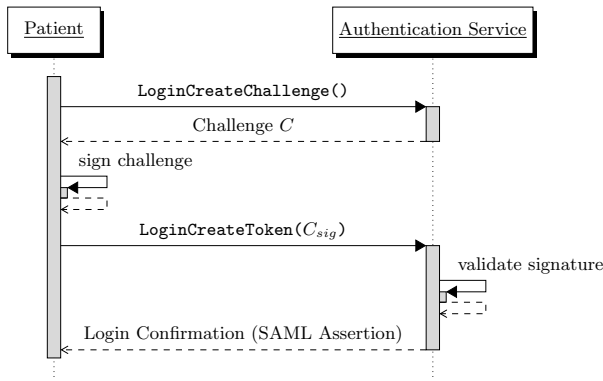 Patient
Authentication Service
LoginCreateChallenge()
Challenge C
sign challenge
LoginCreateToken(C_sig)
validate signature
Login Confirmation (SAML Assertion)